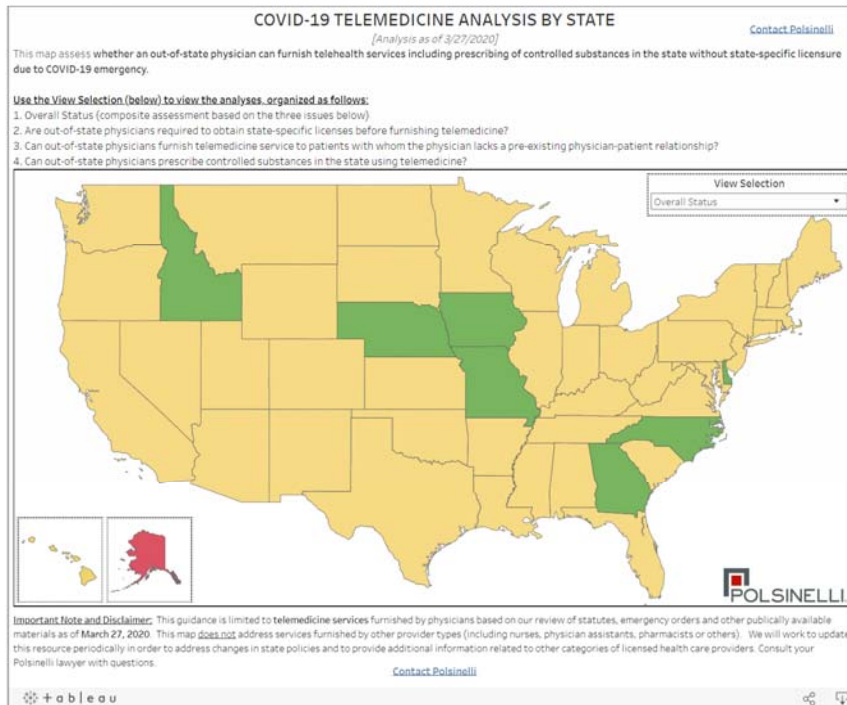 COVID-19 TELEMEDICINE ANALYSIS BY STATE
[Analysis as of 3/27/2020]
Contact Polsinelli
This map assess whether an out-of-state physician can furnish telehealth services including prescribing of controlled substances in the state without state-specific licensure
due to COVID-19 emergency.
Use the View Selection (below) to view the analyses, organized as follows:
1. Overall Status (composite assessment based on the three issues below)
2. Are out-of-state physicians required to obtain state-specific licenses before furnishing telemedicine?
3. Can out-of-state physicians furnish telemedicine service to patients with whom the physician lacks a pre-existing physician-patient relationship?
4. Can out-of-state physicians prescribe controlled substances in the state using telemedicine?
View Selection
Overall Status
POLSINELLI
Important Note and Disclaimer: This guidance is limited to telemedicine services furnished by physicians based on our review of statutes, emergency orders and other publically available
materials as of March 27, 2020. This map does not address services furnished by other provider types (including nurses, physician assistants, pharmacists or others). We will work to update
this resource periodically in order to address changes in state policies and to provide additional information related to other categories of licensed health care providers. Consult your
Polsinelli lawyer with questions.
Contact Polsinelli
+ a b l e a u